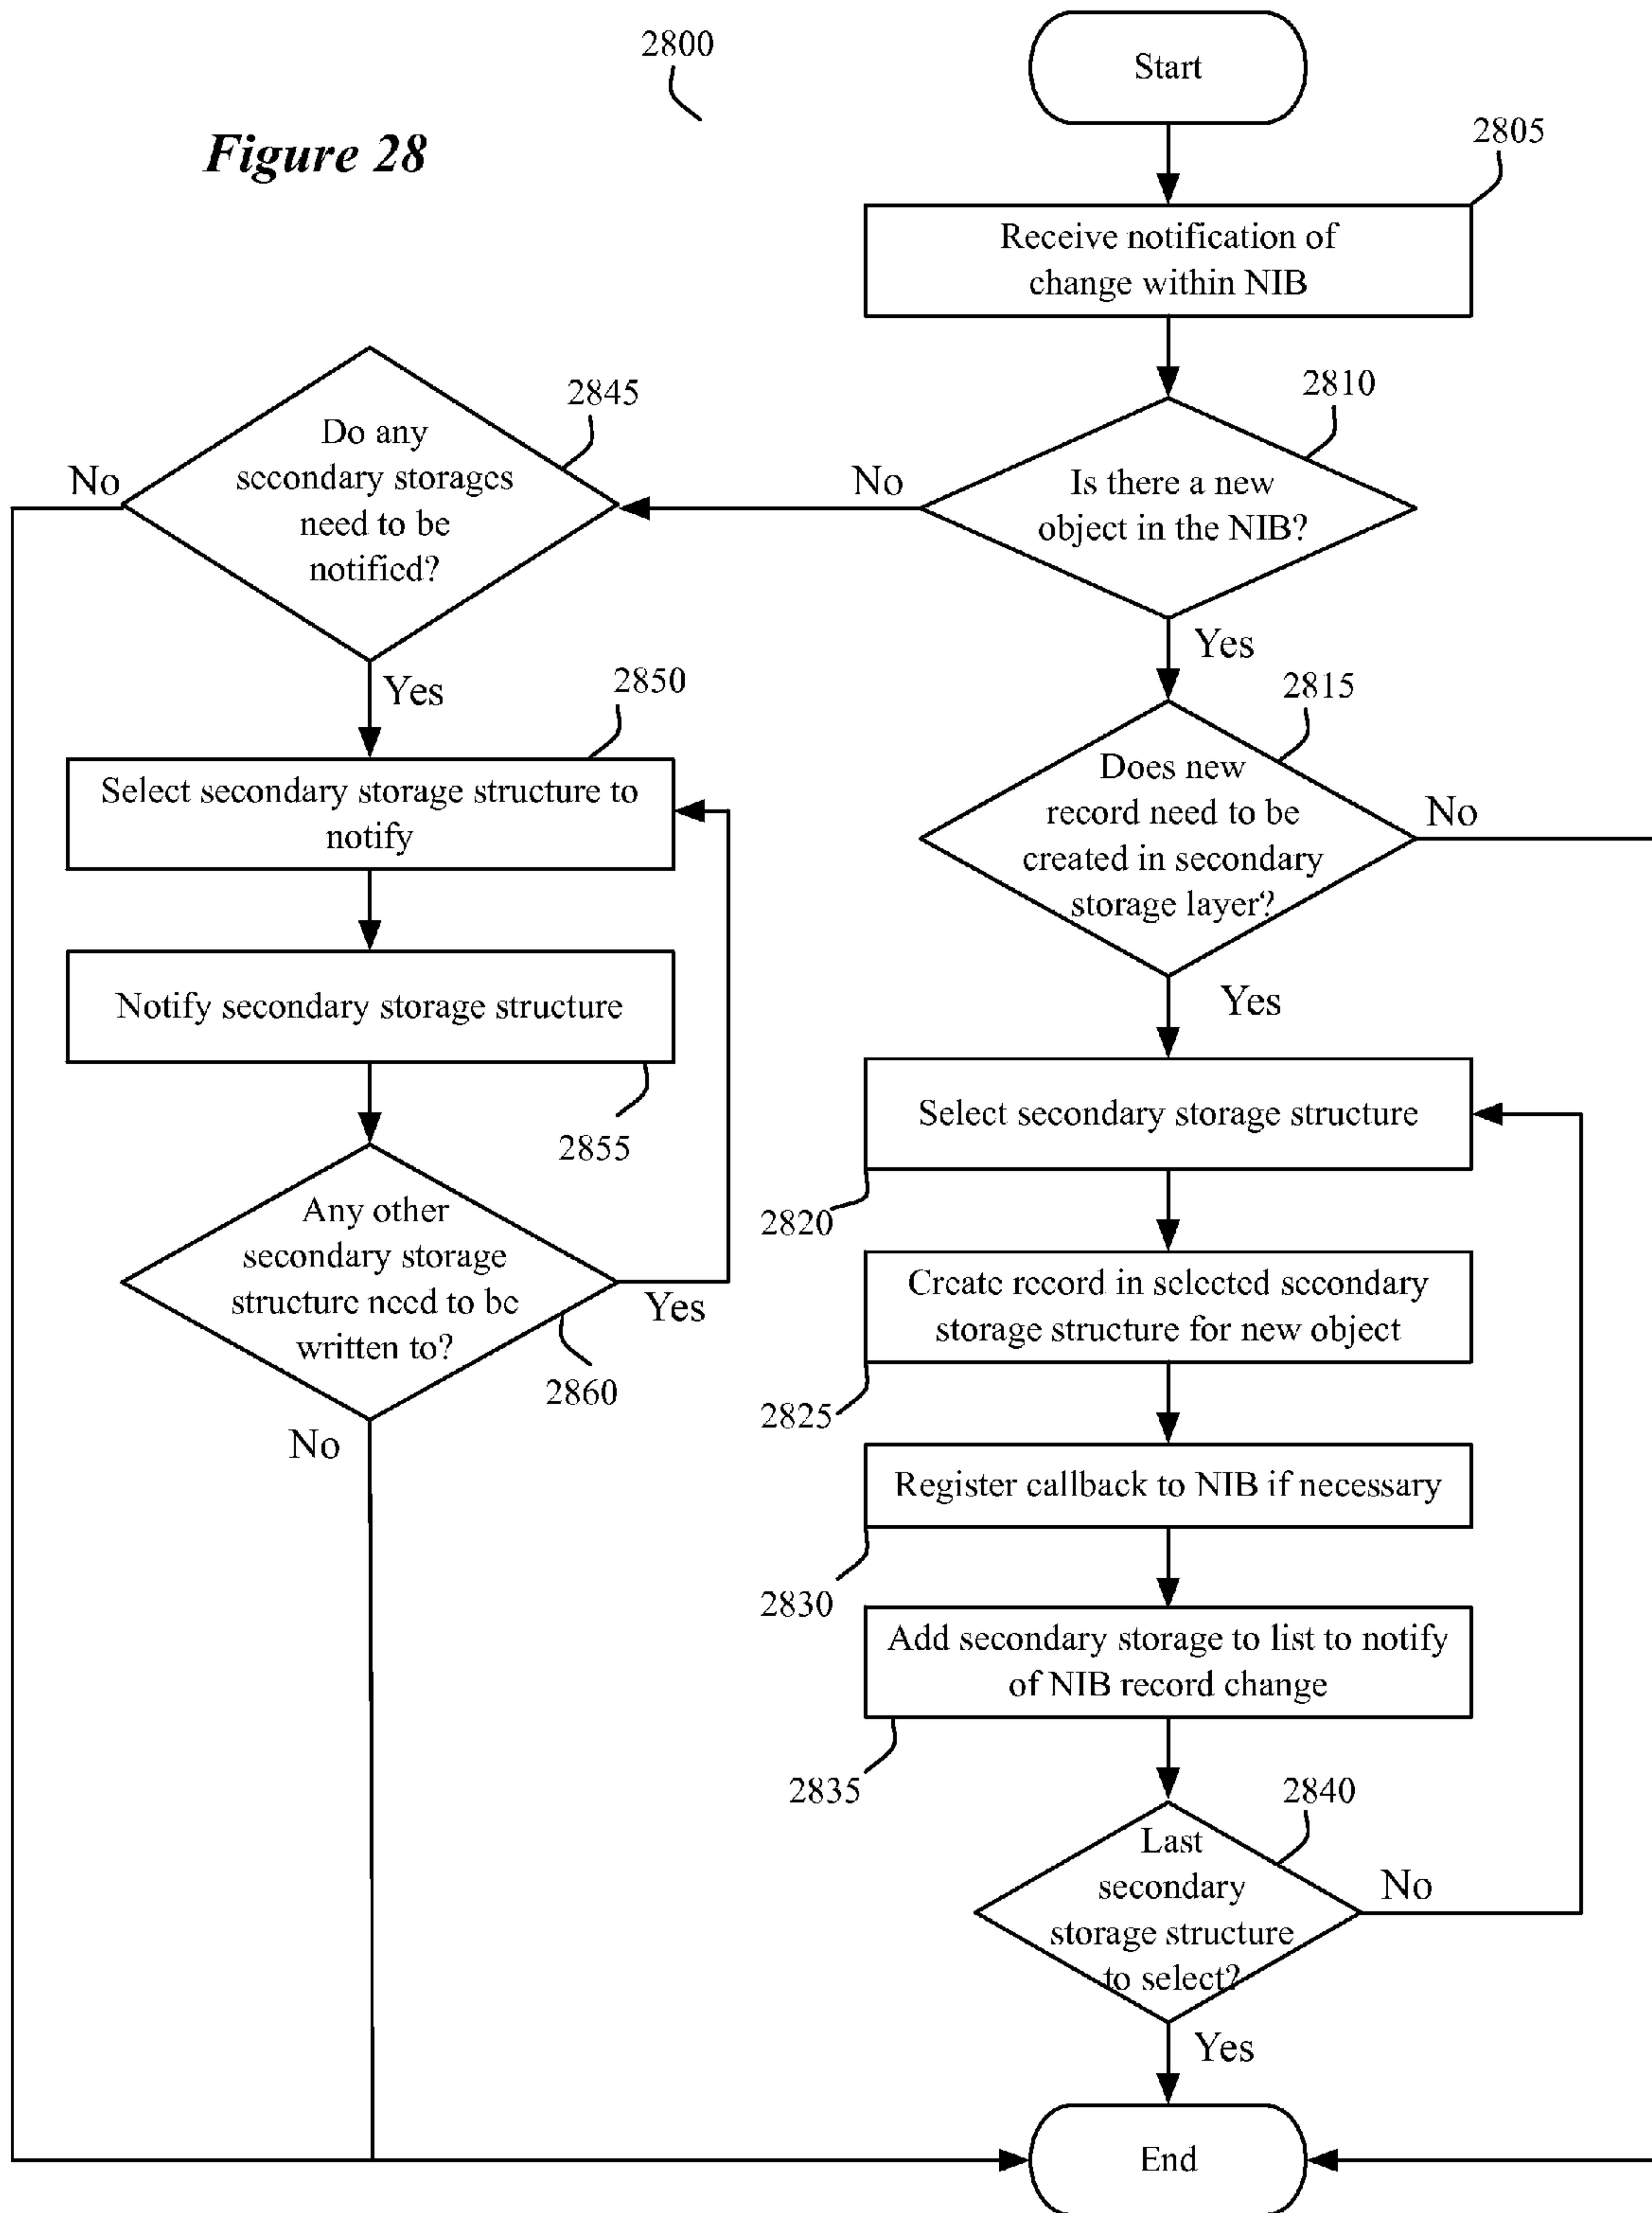 2800
Figure 28
Start
2805
Receive notification of
change within NIB
2810
Is there a new
object in the NIB?
No
Yes
2845
Do any
secondary storages
need to be
notified?
No
Yes
2850
Select secondary storage structure to
notify
Notify secondary storage structure
2855
Any other
secondary storage
structure need to be
written to?
Yes
2860
No
2815
Does new
record need to be
created in secondary
storage layer?
No
Yes
Select secondary storage structure
2820
Create record in selected secondary
storage structure for new object
2825
Register callback to NIB if necessary
2830
Add secondary storage to list to notify
of NIB record change
2835
2840
Last
secondary
storage structure
to select?
No
Yes
End